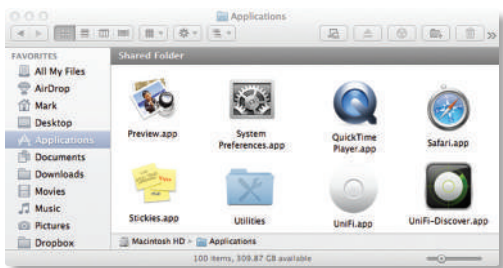 Applications
FAVORITES
All My Files
AirDrop
Mark
Desktop
Applications
Documents
Downloads
Movies
Music
Pictures
Dropbox
Shared Folder
Preview.app
System
Preferences.app
QuickTime
Player.app
Safari.app
Stickies.app
Utilities
UniFi.app
UniFi-Discover.app
Macintosh HD ▸ Applications
100 items, 309.87 GB available